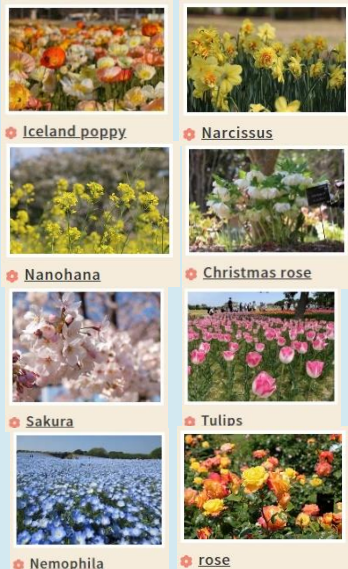 Iceland poppy
Narcissus
Nanohana
Christmas rose
Sakura
Tulips
Nemophila
rose